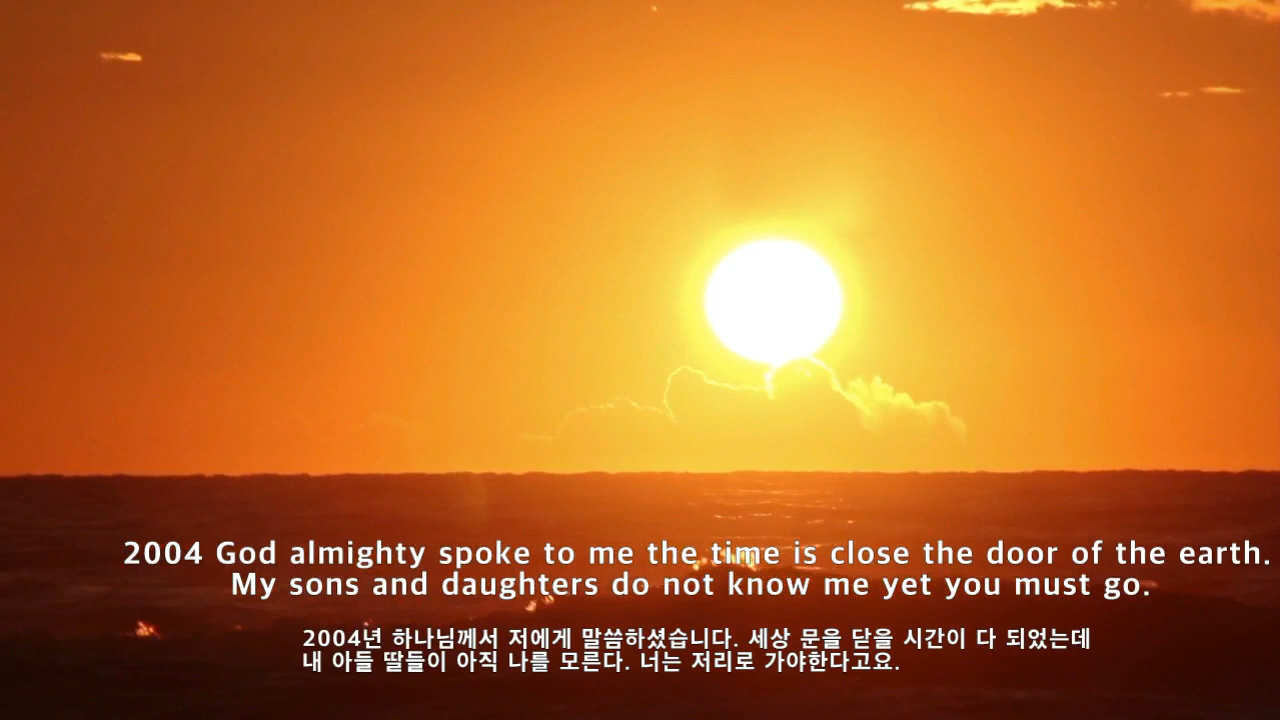 2004 God almighty spoke to me the time is close the door of the earth.
My sons and daughters do not know me yet you must go.
2004년 하나님께서 저에게 말씀하셨습니다. 세상 문을 닫을 시간이 다 되었는데
내 아들 딸들이 아직 나를 모른다. 너는 저리로 가야한다고요.